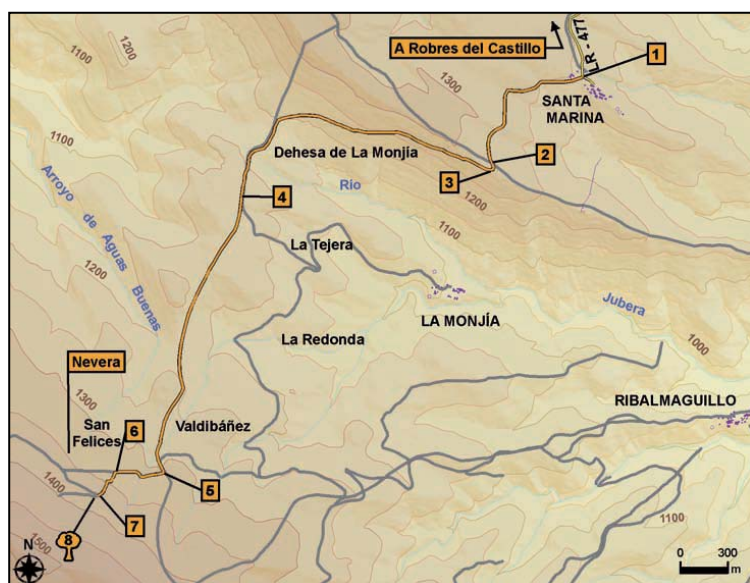 1200
1100
A Robres del Castillo
LR - 477
1
1300
SANTA
MARINA
1100
Dehesa de La Monjía
2
3
Rio
4
1200
1100
Arroyo de Aguas Buenas
La Tejera
1200
Jubera
LA MONJÍA
La Redonda
1000
Nevera
1300
San
Felices
6
Valdibáñez
RIBALMAGUILLO
1400
5
7
1100
8
N
1500
0 300
m